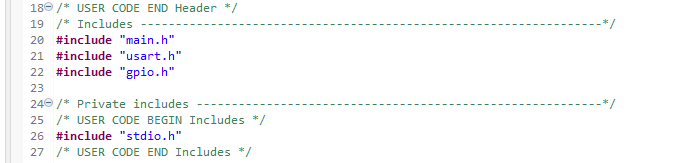 18 /* USER CODE END Header */
19 /* Includes ------------------------------------------------------------------*/
20 #include "main.h"
21 #include "usart.h"
22 #include "gpio.h"
23
24 /* Private includes ----------------------------------------------------------*/
25 /* USER CODE BEGIN Includes */
26 #include "stdio.h"
27 /* USER CODE END Includes */